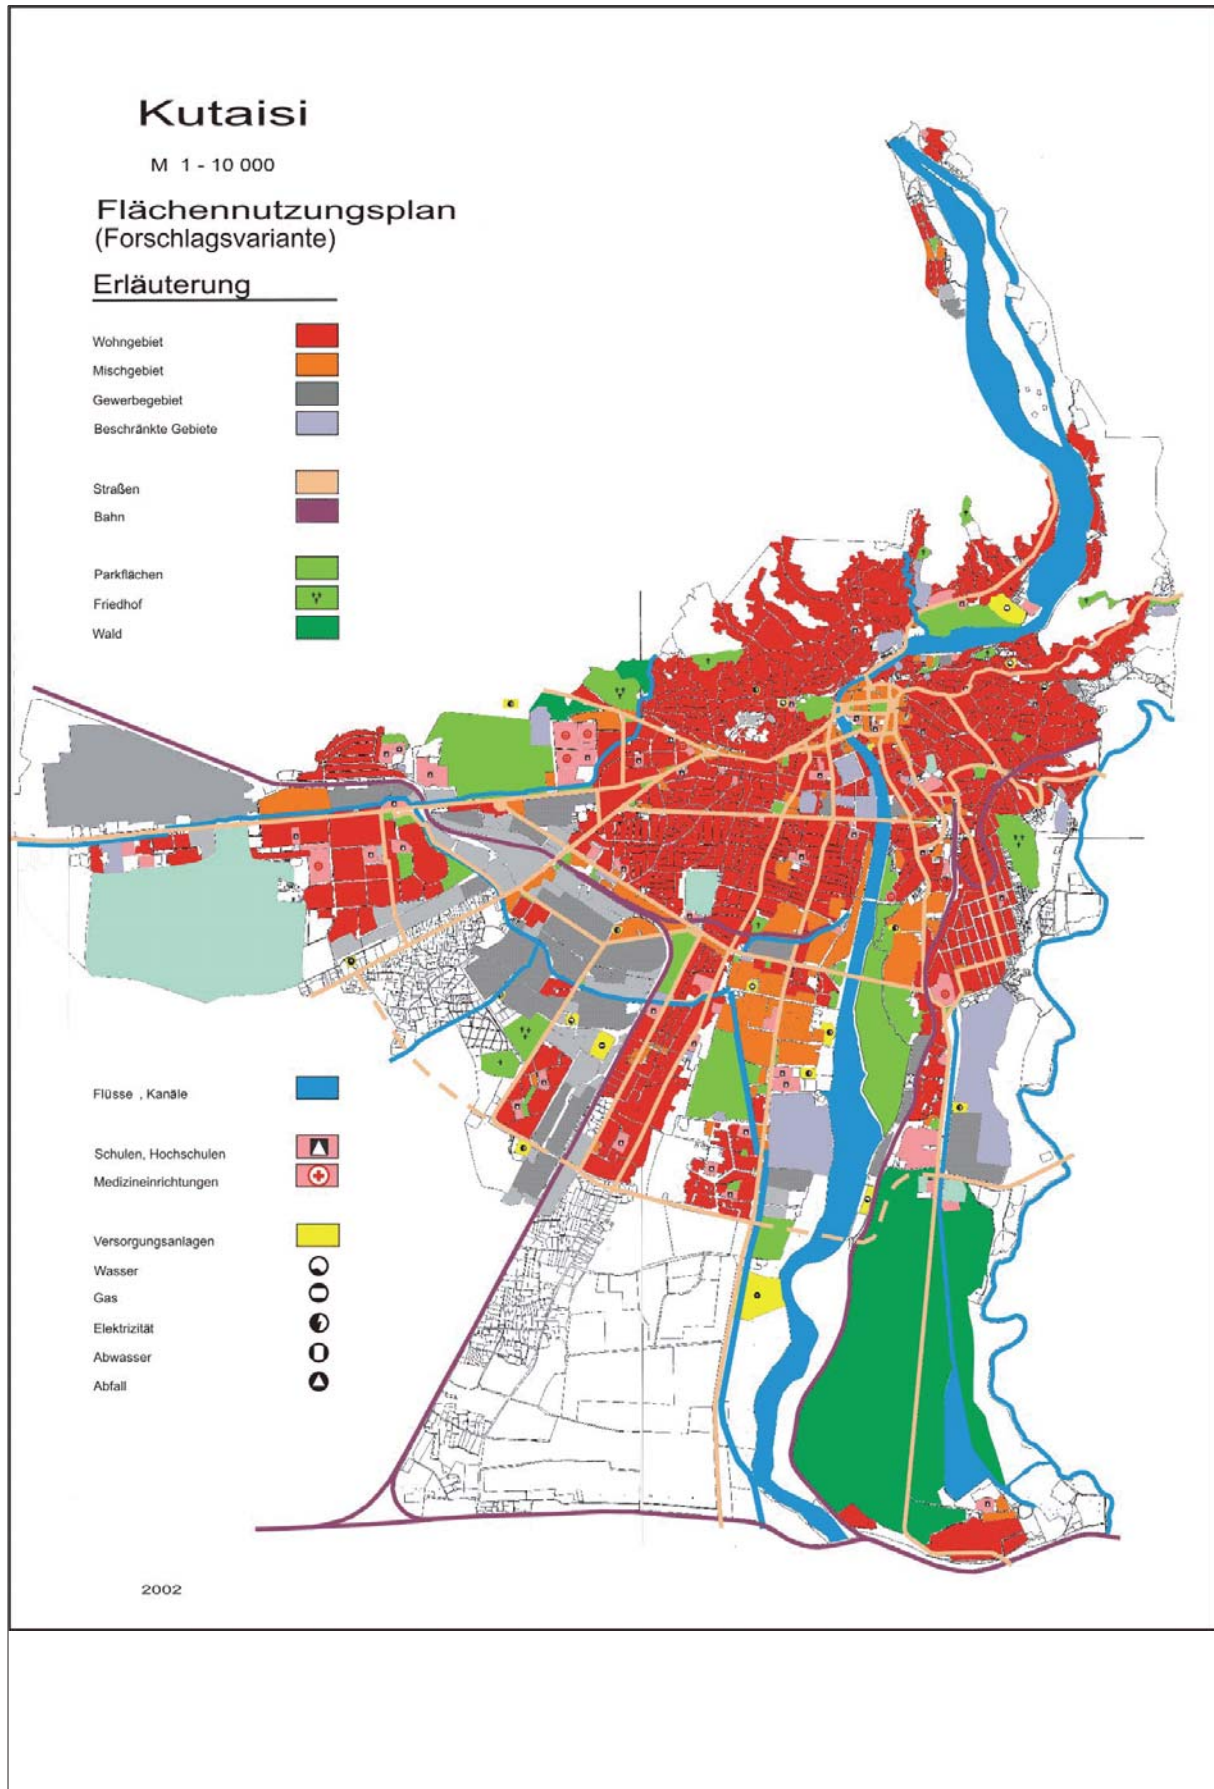 Kutaisi
M 1 - 10 000
Flächennutzungsplan
(Forschlagsvariante)
Erläuterung
Wohngebiet
Mischgebiet
Gewerbegebiet
Beschränkte Gebiete
Straßen
Bahn
Parkflächen
Friedhof
Wald
Flüsse , Kanäle
Schulen, Hochschulen
Medizineinrichtungen
Versorgungsanlagen
Wasser
Gas
Elektrizität
Abwasser
Abfall
2002